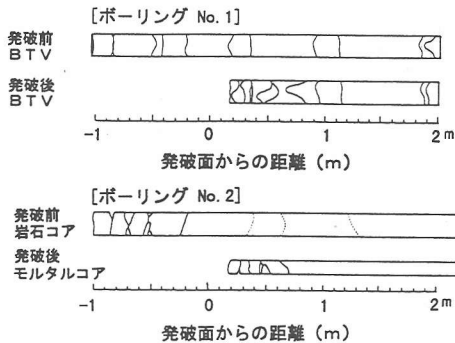 [ボーリング No.1]
発破前
BTV
発破後
BTV
-1 0 1 2m
発破面からの距離 (m)
[ボーリング No.2]
発破前
岩石コア
発破後
モルタルコア
-1 0 1 2m
発破面からの距離 (m)